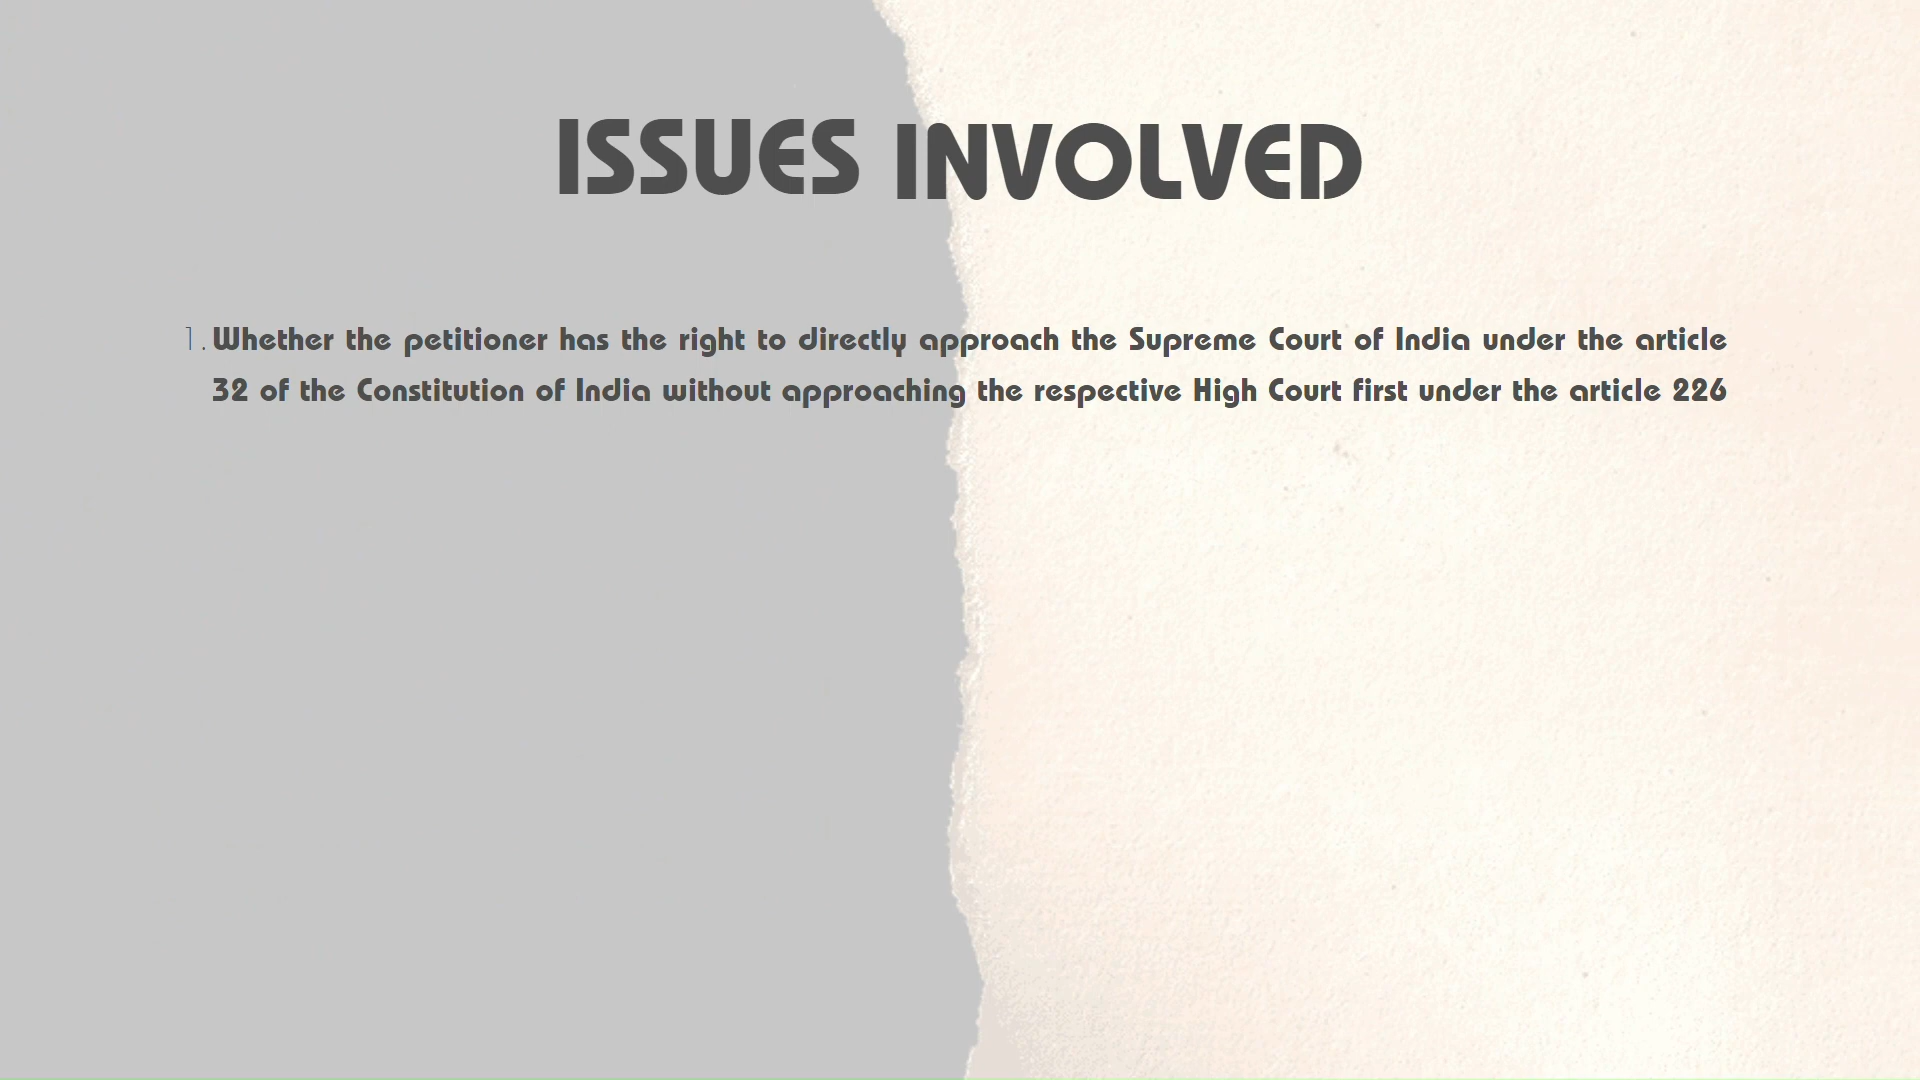 ISSUES INVOLVED
1. Whether the petitioner has the right to directly approach the Supreme Court of India under the article
32 of the Constitution of India without approaching the respective High Court first under the article 226